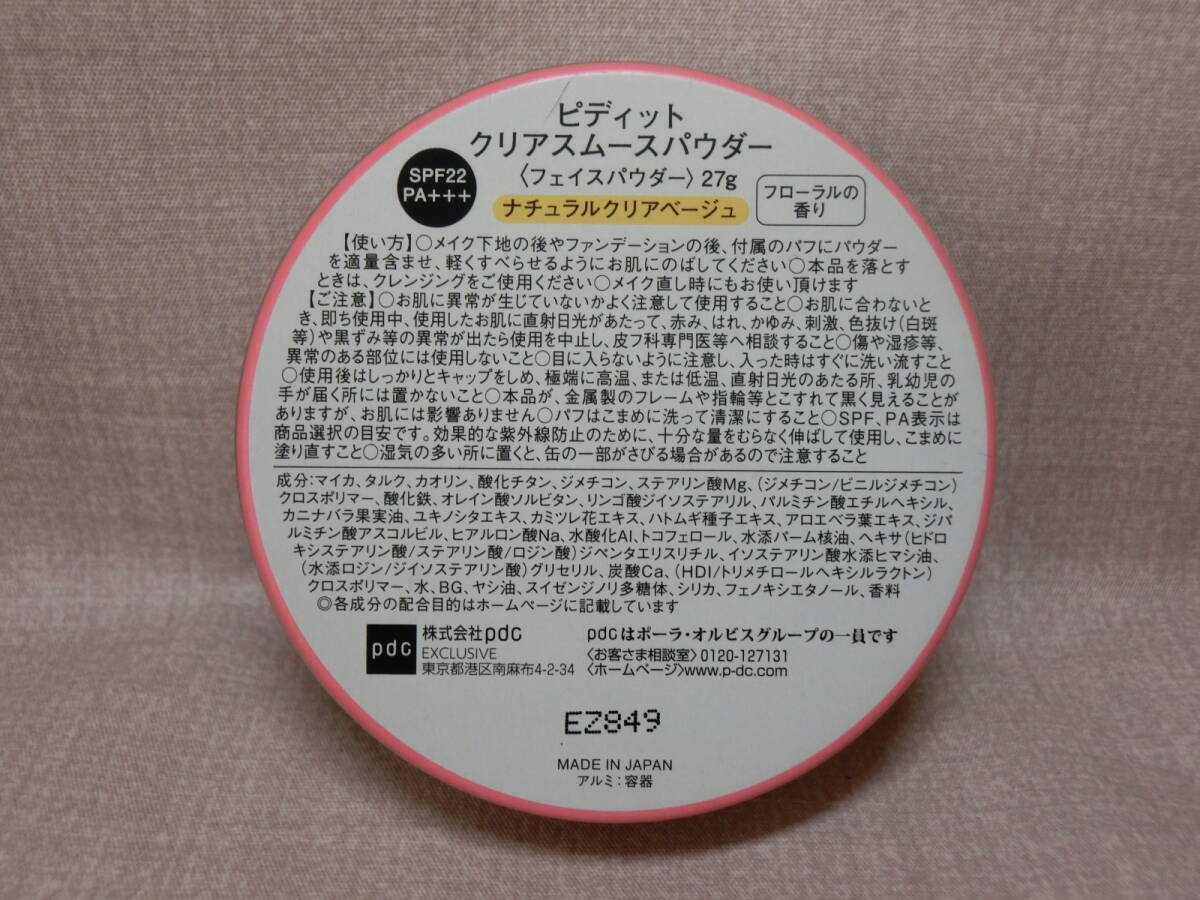 ピディット
クリアスムースパウダー
SPF22
PA+++
〈フェイスパウダー〉27g
ナチュラルクリアベージュ
フローラルの
香り
【使い方】○メイク下地の後やファンデーションの後、付属のパフにパウダー
を適量含ませ、軽くすべらせるようにお肌にのばしてください○本品を落とす
ときは、クレンジングをご使用ください○メイク直し時にもお使い頂けます
【ご注意】○お肌に異常が生じていないかよく注意して使用すること○お肌に合わないと
き、即ち使用中、使用したお肌に直射日光があたって、赤み、はれ、かゆみ、刺激、色抜け(白斑
等)や黒ずみ等の異常が出たら使用を中止し、皮フ科専門医等へ相談すること○傷や湿疹等、
異常のある部位には使用しないこと○目に入らないように注意し、入った時はすぐに洗い流すこと
○使用後はしっかりとキャップをしめ、極端に高温、または低温、直射日光のあたる所、乳幼児の
手が届く所には置かないこと○本品が、金属製のフレームや指輪等とこすれて黒く見えることが
ありますが、お肌には影響ありません○パフはこまめに洗って清潔にすること○SPF、PA表示は
商品選択の目安です。効果的な紫外線防止のために、十分な量をむらなく伸ばして使用し、こまめに
塗り直すこと○湿気の多い所に置くと、缶の一部がさびる場合があるので注意すること
成分:マイカ、タルク、カオリン、酸化チタン、ジメチコン、ステアリン酸Mg、(ジメチコン/ビニルジメチコン)
クロスポリマー、酸化鉄、オレイン酸ソルビタン、リンゴ酸ジイソステアリル、パルミチン酸エチルヘキシル、
カニナバラ果実油、ユキノシタエキス、カミツレ花エキス、ハトムギ種子エキス、アロエベラ葉エキス、ジパ
ルミチン酸アスコルビル、ヒアルロン酸Na、水酸化Al、トコフェロール、水添パーム核油、ヘキサ(ヒドロ
キシステアリン酸/ステアリン酸/ロジン酸)ジペンタエリスリチル、イソステアリン酸水添ヒマシ油、
(水添ロジン/ジイソステアリン酸)グリセリル、炭酸Ca、(HDI/トリメチロールヘキシルラクトン)
クロスポリマー、水、BG、ヤシ油、スイゼンジノリ多糖体、シリカ、フェノキシエタノール、香料
◎各成分の配合目的はホームページに記載しています
pdc
株式会社pdc
EXCLUSIVE
東京都港区南麻布4-2-34
pdcはポーラ・オルビスグループの一員です
〈お客さま相談室〉0120-127131
〈ホームページ〉www.p-dc.com
EZ849
MADE IN JAPAN
アルミ:容器